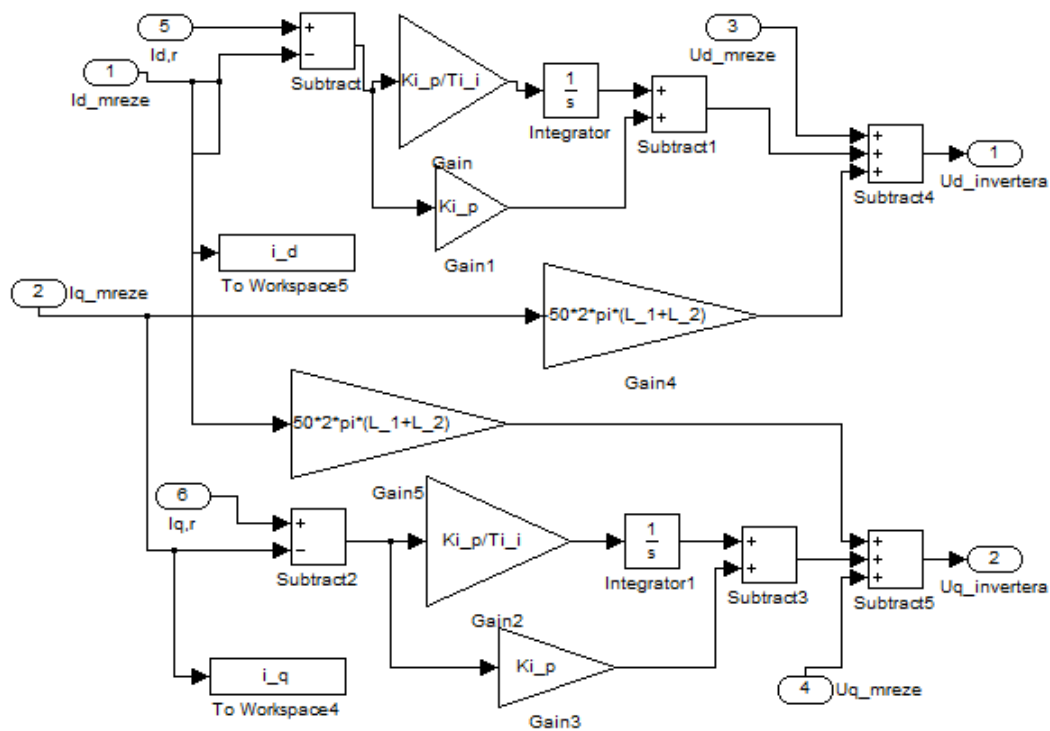 5
Id,r
1
Id_mreze
+
−
Subtract
Ki_p/Ti_i
Gain
1
s
Integrator
+
+
Subtract1
3
Ud_mreze
+
+
+
Subtract4
1
Ud_invertera
Ki_p
Gain1
i_d
To Workspace5
2
Iq_mreze
-50*2*pi*(L_1+L_2)
Gain4
50*2*pi*(L_1+L_2)
Gain5
6
Iq,r
+
−
Subtract2
Ki_p/Ti_i
Gain2
1
s
Integrator1
+
+
Subtract3
+
+
+
Subtract5
2
Uq_invertera
Ki_p
Gain3
4
Uq_mreze
i_q
To Workspace4